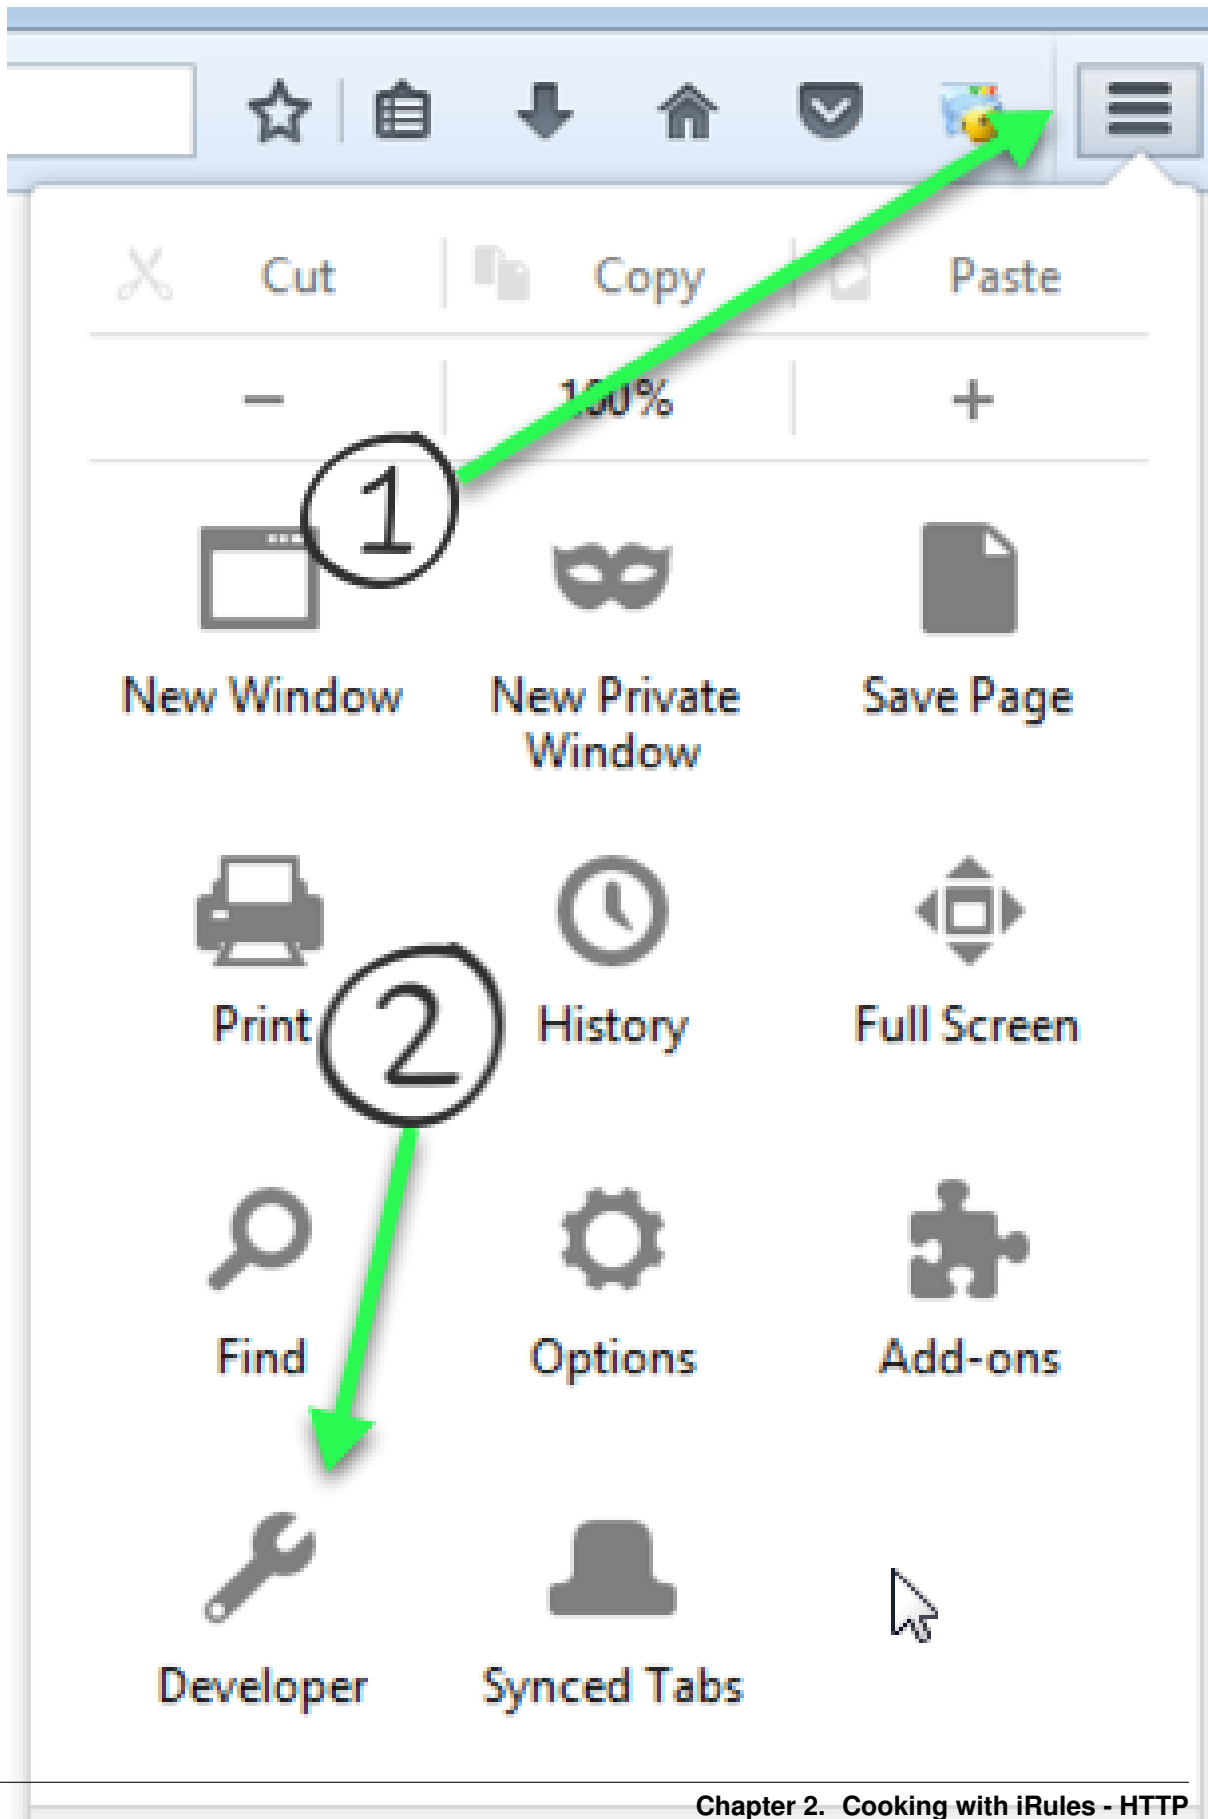 Cut Copy Paste
− 100% +
1
New Window New Private Window Save Page
2
Print History Full Screen
Find Options Add-ons
Developer Synced Tabs
Chapter 2. Cooking with iRules - HTTP